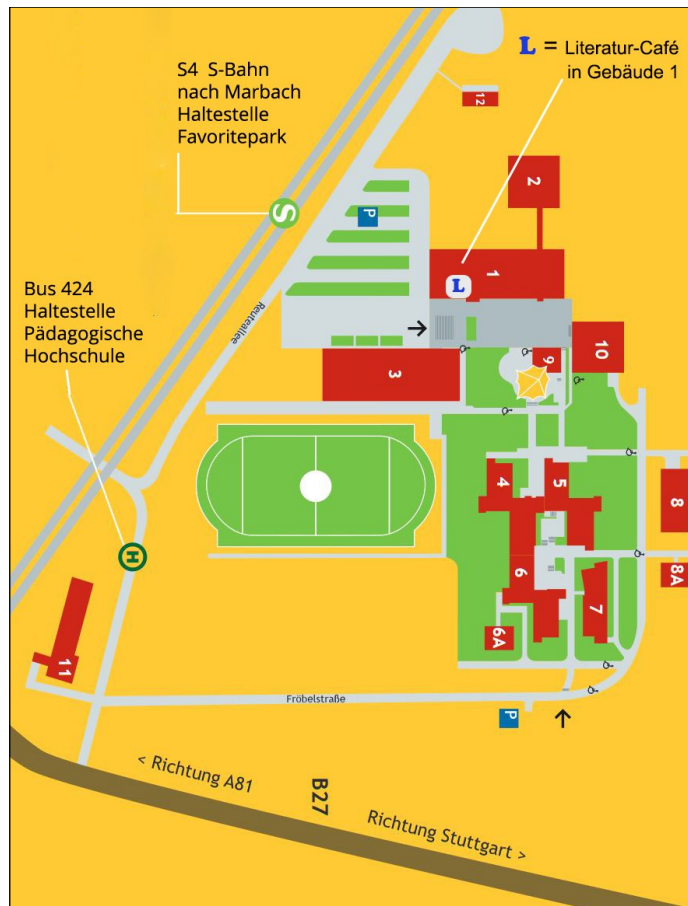 L = Literatur-Café
in Gebäude 1
S4 S-Bahn
nach Marbach
Haltestelle
Favoritepark
12
2
S
P
Bus 424
Haltestelle
Pädagogische
Hochschule
1
L
Reuteallee
10
9
3
4
5
8
H
6
8A
7
6A
11
Fröbelstraße
P
< Richtung A81
B27
Richtung Stuttgart >